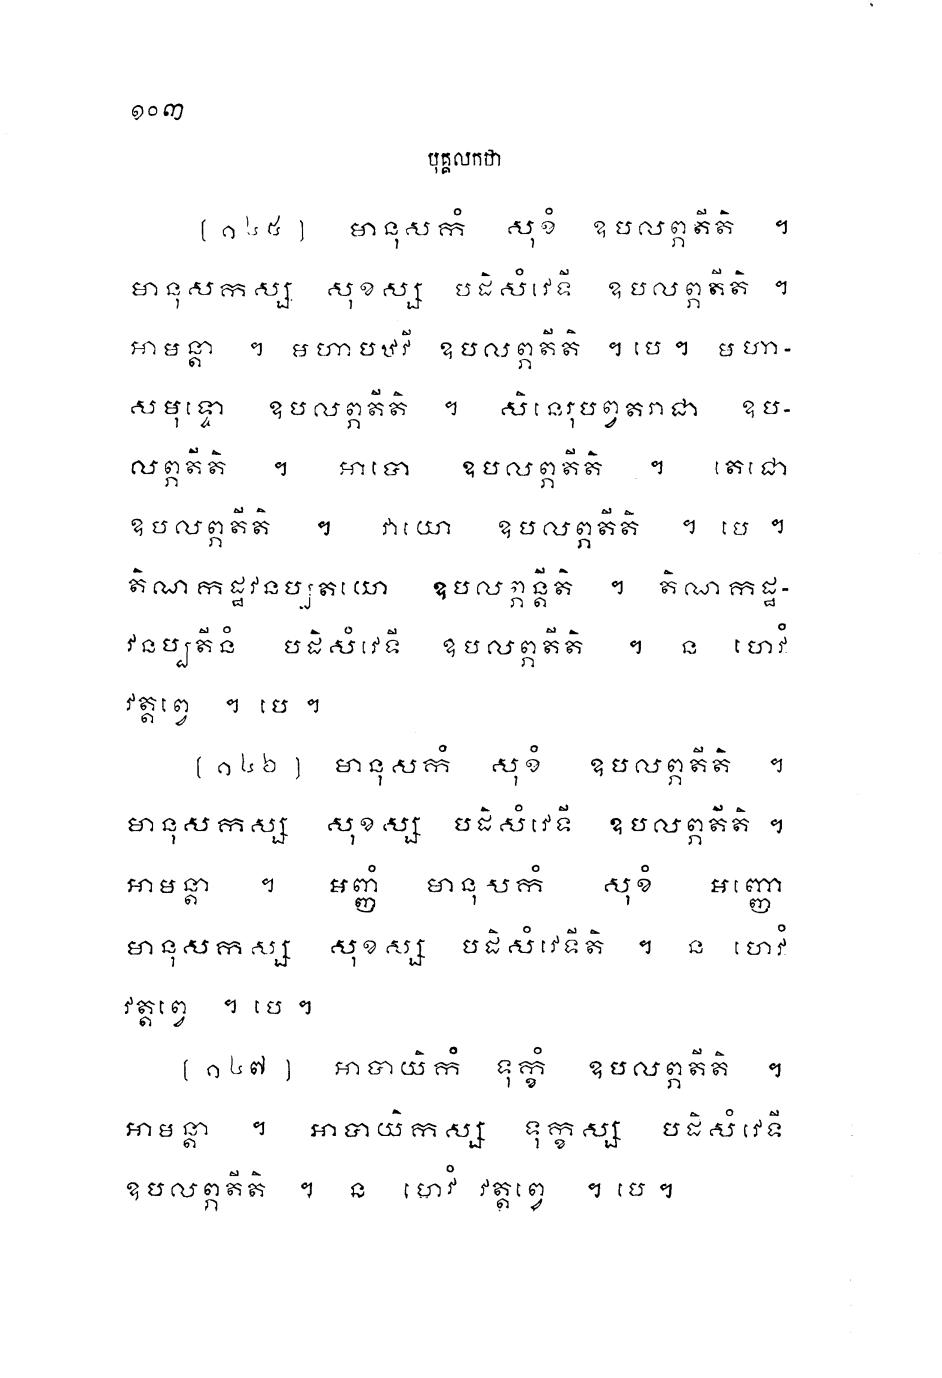 ១០៣
បុគ្គលកថា
[១៤៥] មានុសកំ សុខំ ឧបលព្ភតីតិ ។
មានុសកស្ស សុខស្ស បដិសំវេទី ឧបលព្ភតីតិ ។
អាមន្តា ។ មហាបឋវី ឧបលព្ភតីតិ ។ បេ ។ មហា-
សមុទ្ទោ ឧបលព្ភតីតិ ។ សិនេរុបព្វតរាជា ឧប-
លព្ភតីតិ ។ អាបោ ឧបលព្ភតីតិ ។ តេជោ
ឧបលព្ភតីតិ ។ វាយោ ឧបលព្ភតីតិ ។ បេ ។
តិណកដ្ឋវនប្បតយោ ឧបលព្ភន្តីតិ ។ តិណកដ្ឋ-
វនប្បតីនំ បដិសំវេទី ឧបលព្ភតីតិ ។ ន ហេវំ
វត្តព្វេ ។ បេ ។
[១៤៦] មានុសកំ សុខំ ឧបលព្ភតីតិ ។
មានុសកស្ស សុខស្ស បដិសំវេទី ឧបលព្ភតីតិ ។
អាមន្តា ។ អញ្ញំ មានុសកំ សុខំ អញ្ញោ
មានុសកស្ស សុខស្ស បដិសំវេទីតិ ។ ន ហេវំ
វត្តព្វេ ។ បេ ។
[១៤៧] អាបាយិកំ ទុក្ខំ ឧបលព្ភតីតិ ។
អាមន្តា ។ អាបាយិកស្ស ទុក្ខស្ស បដិសំវេទី
ឧបលព្ភតីតិ ។ ន ហេវំ វត្តព្វេ ។ បេ ។